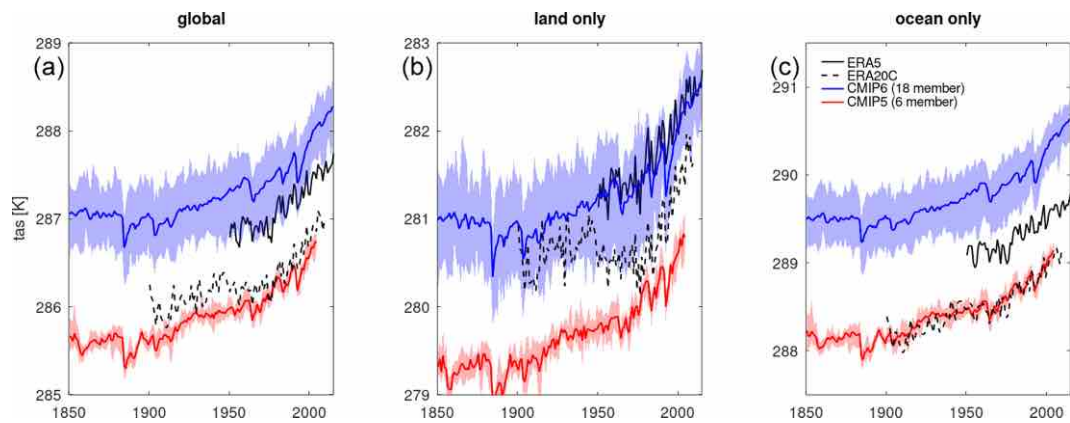 global
land only
ocean only
(a)
(b)
(c)
tas [K]
289
288
287
286
285
1850
1900
1950
2000
283
282
281
280
279
1850
1900
1950
2000
291
290
289
288
1850
1900
1950
2000
ERA5
ERA20C
CMIP6 (18 member)
CMIP5 (6 member)